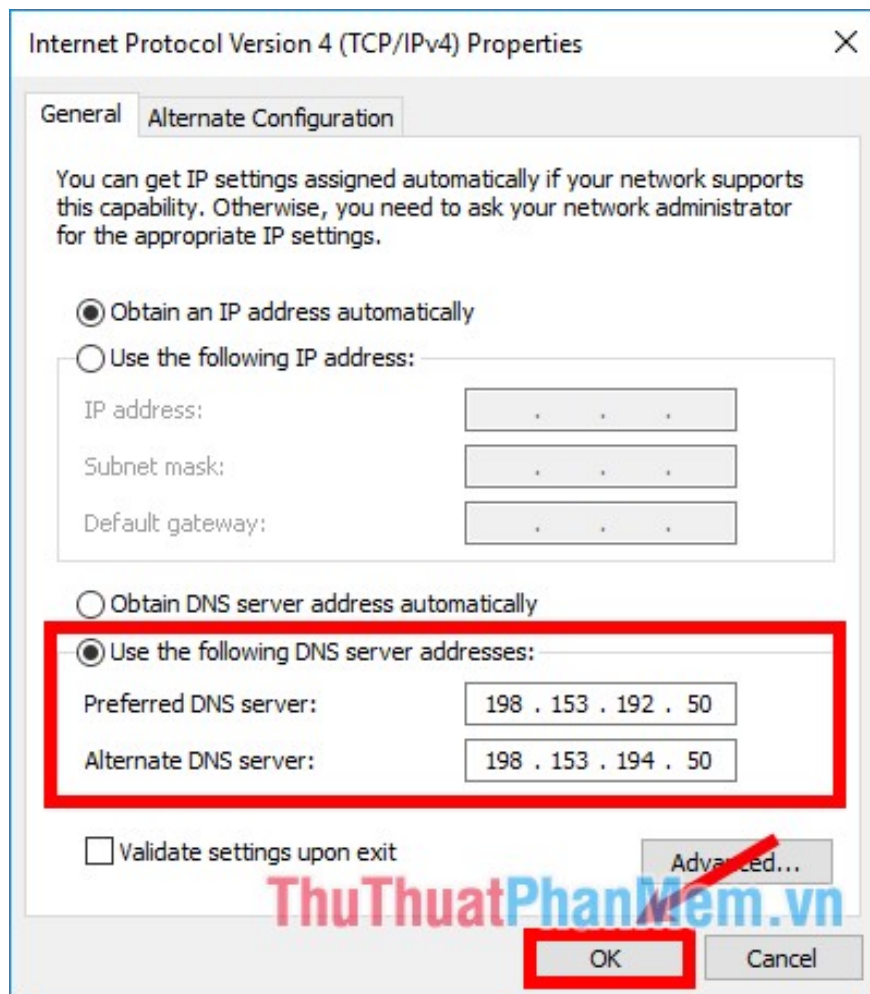 Internet Protocol Version 4 (TCP/IPv4) Properties
General
Alternate Configuration
You can get IP settings assigned automatically if your network supports
this capability. Otherwise, you need to ask your network administrator
for the appropriate IP settings.
Obtain an IP address automatically
Use the following IP address:
IP address:
. . .
Subnet mask:
. . .
Default gateway:
. . .
Obtain DNS server address automatically
Use the following DNS server addresses:
Preferred DNS server:
198 . 153 . 192 . 50
Alternate DNS server:
198 . 153 . 194 . 50
Validate settings upon exit
Advanced...
ThuThuatPhanMem.vn
OK
Cancel